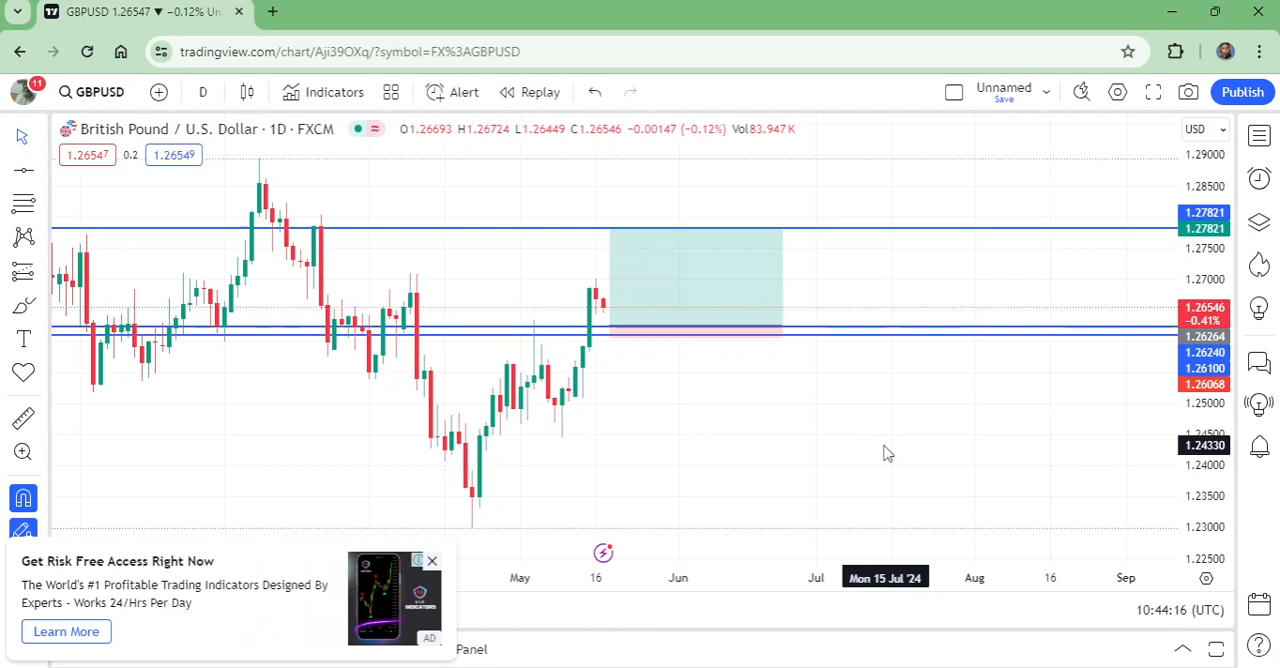 GBPUSD 1.26547 ▼ −0.12% Un
tradingview.com/chart/Aji39OXq/?symbol=FX%3AGBPUSD
11
GBPUSD
D
Indicators
Alert
Replay
Unnamed
Save
Publish
British Pound / U.S. Dollar · 1D · FXCM
O1.26693 H1.26724 L1.26449 C1.26546 −0.00147 (−0.12%) Vol83.947K
USD
1.26547
0.2
1.26549
1.29000
1.28500
1.27821
1.27821
1.27500
1.27000
1.26546
−0.41%
1.26264
1.26240
1.26100
1.26068
1.25000
1.24500
1.24330
1.24000
1.23500
1.23000
1.22500
May
16
Jun
Jul
Mon 15 Jul '24
Aug
16
Sep
10:44:16 (UTC)
Panel
Get Risk Free Access Right Now
The World's #1 Profitable Trading Indicators Designed By
Experts - Works 24/Hrs Per Day
Learn More
INDICATORS
AD